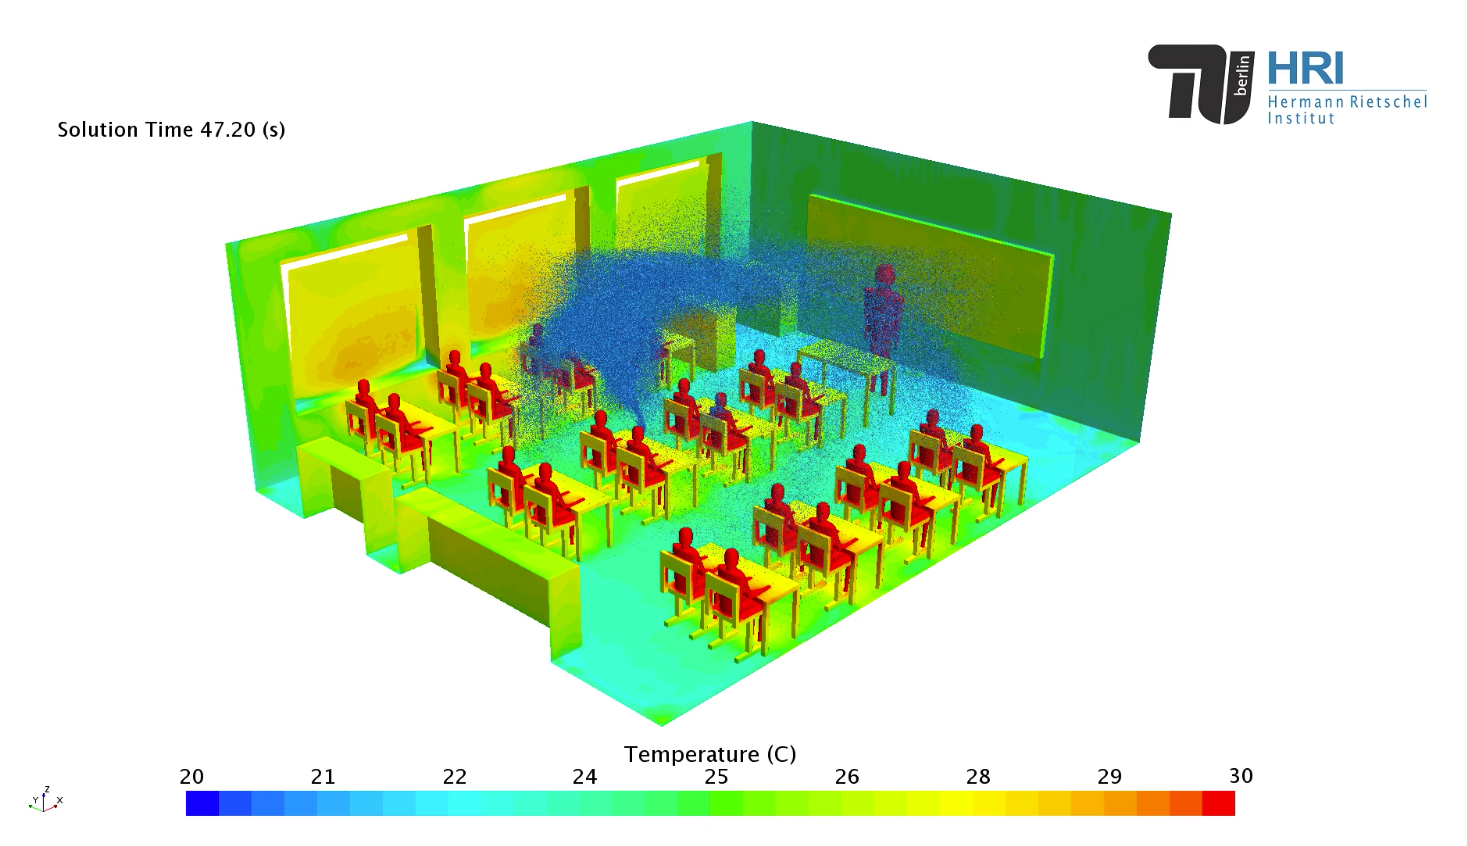 berlin
HRI
Hermann Rietschel
Institut
Solution Time 47.20 (s)
Temperature (C)
20 21 22 24 25 26 28 29 30
Z
Y X